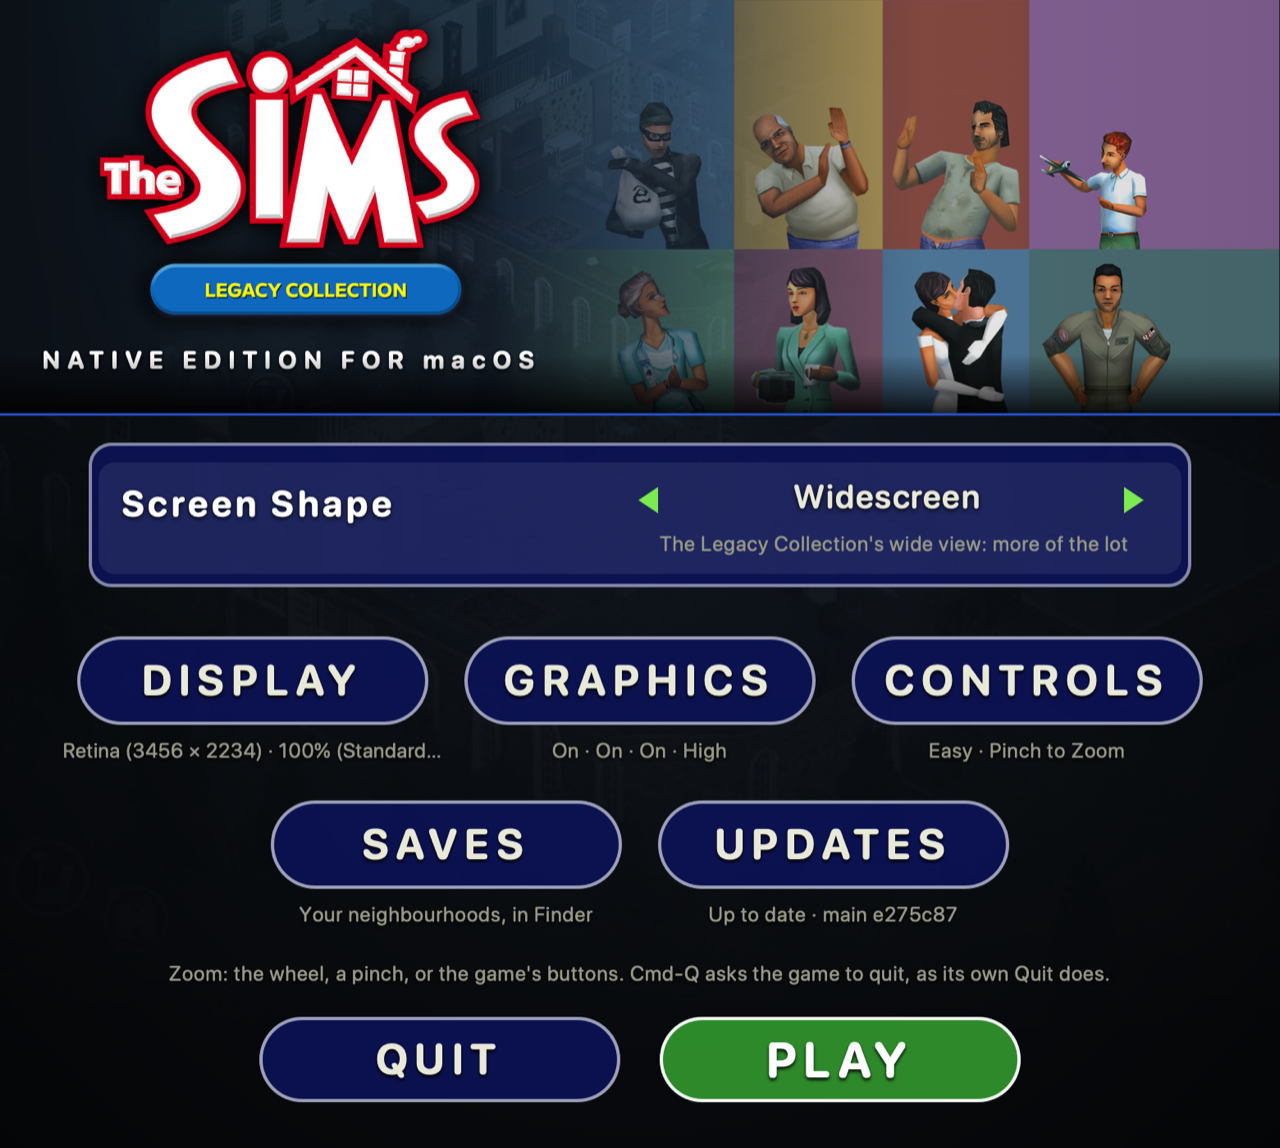 The SiMS
LEGACY COLLECTION
NATIVE EDITION FOR macOS
Screen Shape
Widescreen
The Legacy Collection's wide view: more of the lot
DISPLAY
GRAPHICS
CONTROLS
Retina (3456 × 2234) · 100% (Standard...
On · On · On · High
Easy · Pinch to Zoom
SAVES
UPDATES
Your neighbourhoods, in Finder
Up to date · main e275c87
Zoom: the wheel, a pinch, or the game's buttons. Cmd-Q asks the game to quit, as its own Quit does.
QUIT
PLAY